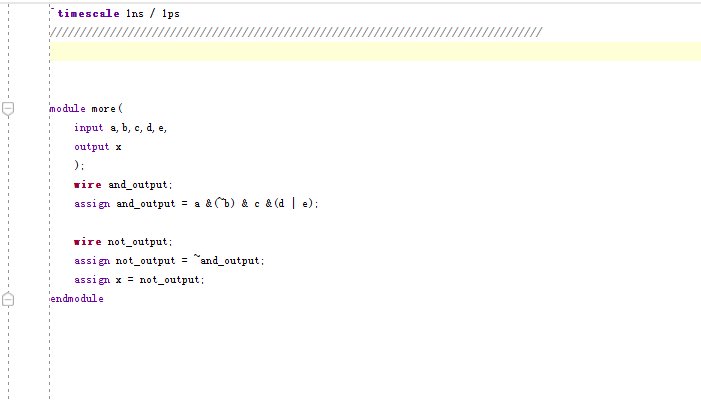 `timescale 1ns / 1ps
//////////////////////////////////////////////////////////////////////////////////
module more(
input a,b,c,d,e,
output x
);
wire and_output;
assign and_output = a &(~b) & c &(d | e);
wire not_output;
assign not_output = ~and_output;
assign x = not_output;
endmodule